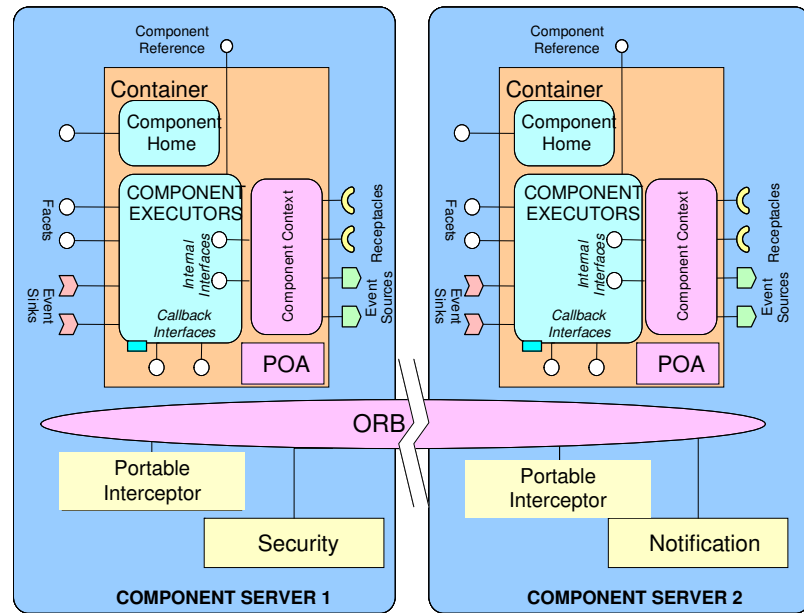 Component
Reference
Container
Component
Home
COMPONENT
EXECUTORS
Facets
Internal
Interfaces
Component Context
Receptacles
Event
Sinks
Event
Sources
Callback
Interfaces
POA
Component
Reference
Container
Component
Home
COMPONENT
EXECUTORS
Facets
Internal
Interfaces
Component Context
Receptacles
Event
Sinks
Event
Sources
Callback
Interfaces
POA
ORB
Portable
Interceptor
Security
Portable
Interceptor
Notification
COMPONENT SERVER 1
COMPONENT SERVER 2